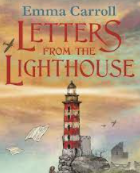 Emma Carroll
LETTERS
FROM THE
LIGHTHOUSE